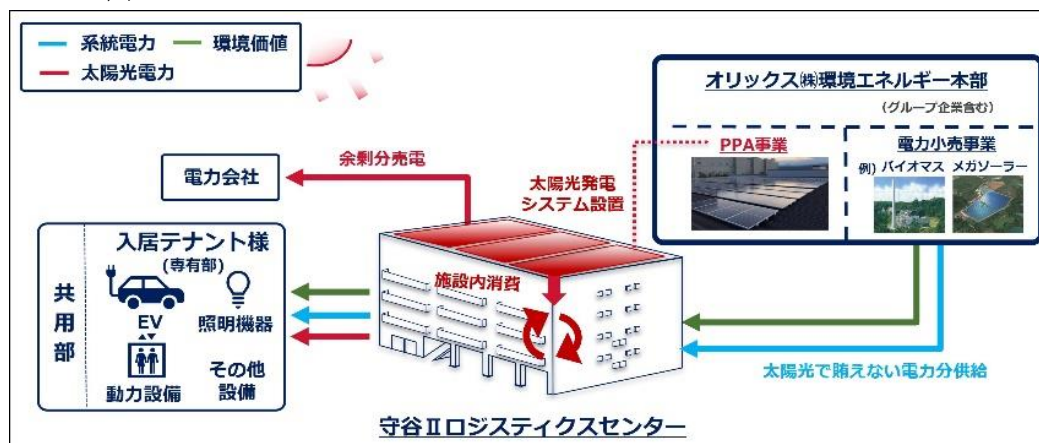 系統電力 環境価値
太陽光電力
オリックス㈱環境エネルギー本部
(グループ企業含む)
PPA事業
電力小売事業
例) バイオマス メガソーラー
余剰分売電
電力会社
太陽光発電
システム設置
入居テナント様
(専有部)
共用部
EV
照明機器
動力設備
その他
設備
施設内消費
太陽光で賄えない電力分供給
守谷Ⅱロジスティクスセンター